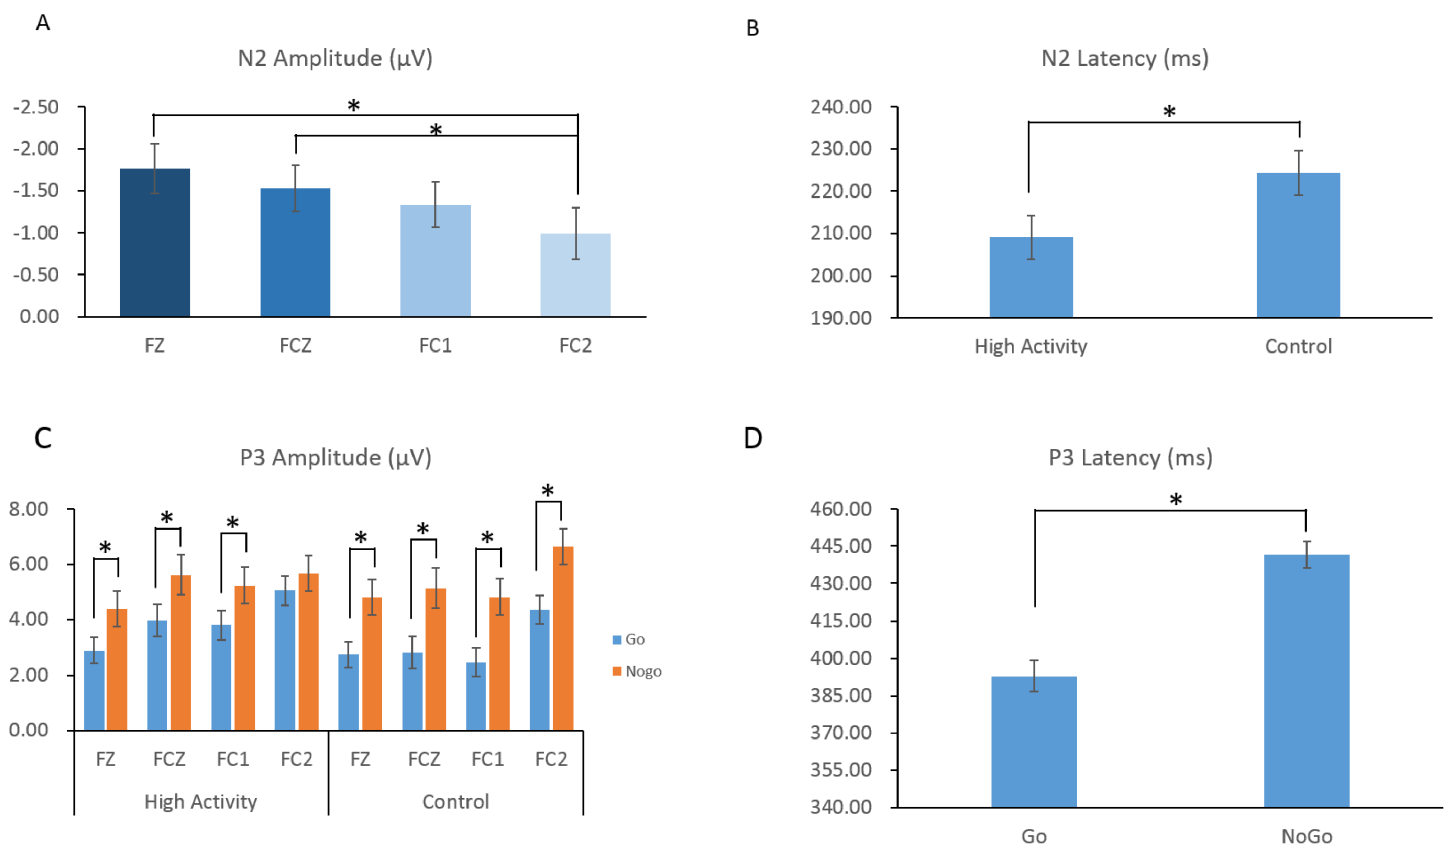 A
N2 Amplitude (µV)
-2.50
-2.00
-1.50
-1.00
-0.50
0.00
*
*
FZ FCZ FC1 FC2
B
N2 Latency (ms)
240.00
230.00
220.00
210.00
200.00
190.00
*
High Activity Control
C
P3 Amplitude (µV)
8.00
6.00
4.00
2.00
0.00
* * * * * * *
Go
Nogo
FZ FCZ FC1 FC2 FZ FCZ FC1 FC2
High Activity Control
D
P3 Latency (ms)
460.00
445.00
430.00
415.00
400.00
385.00
370.00
355.00
340.00
*
Go NoGo